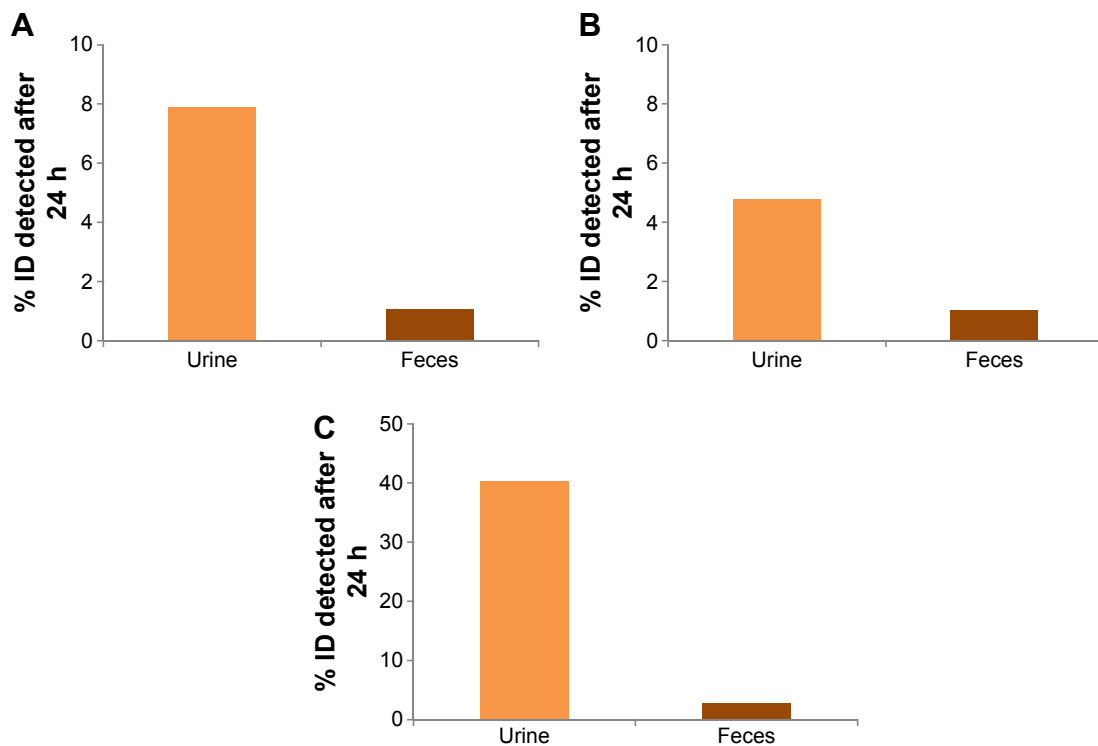 A
% ID detected after
24 h
10
8
6
4
2
0
Urine
Feces
B
% ID detected after
24 h
10
8
6
4
2
0
Urine
Feces
C
% ID detected after
24 h
50
40
30
20
10
0
Urine
Feces